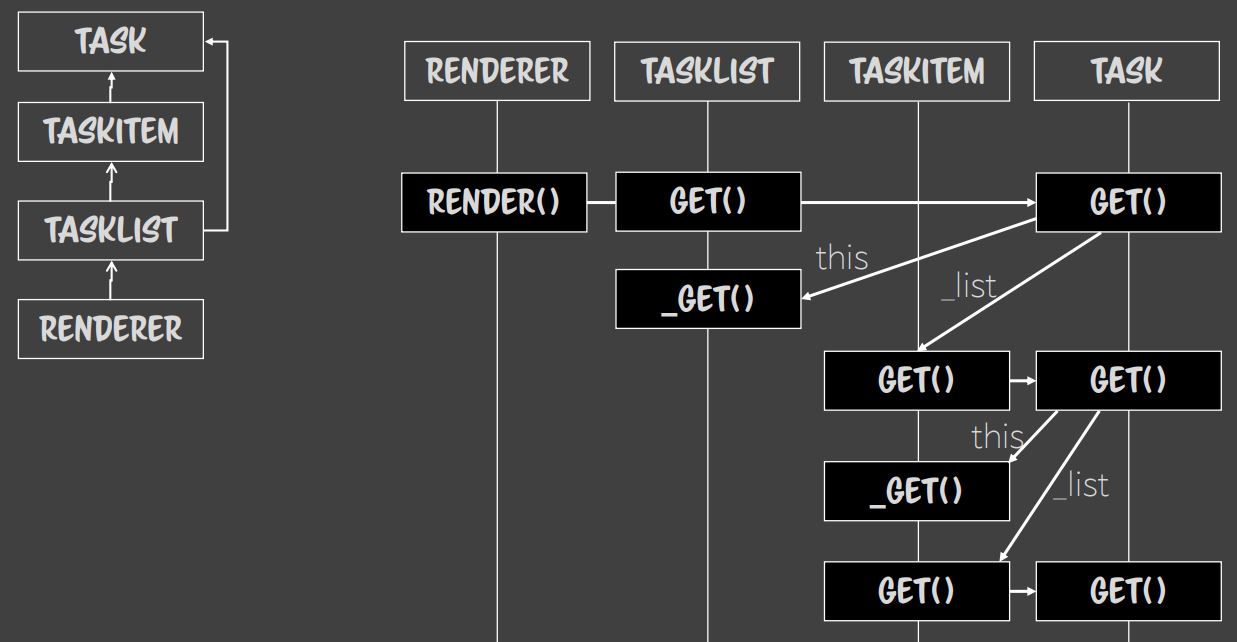 TASK
TASKITEM
TASKLIST
RENDERER
RENDERER TASKLIST TASKITEM TASK
RENDER() GET() GET()
this
_list
_GET()
GET() GET()
this
_list
_GET()
GET() GET()